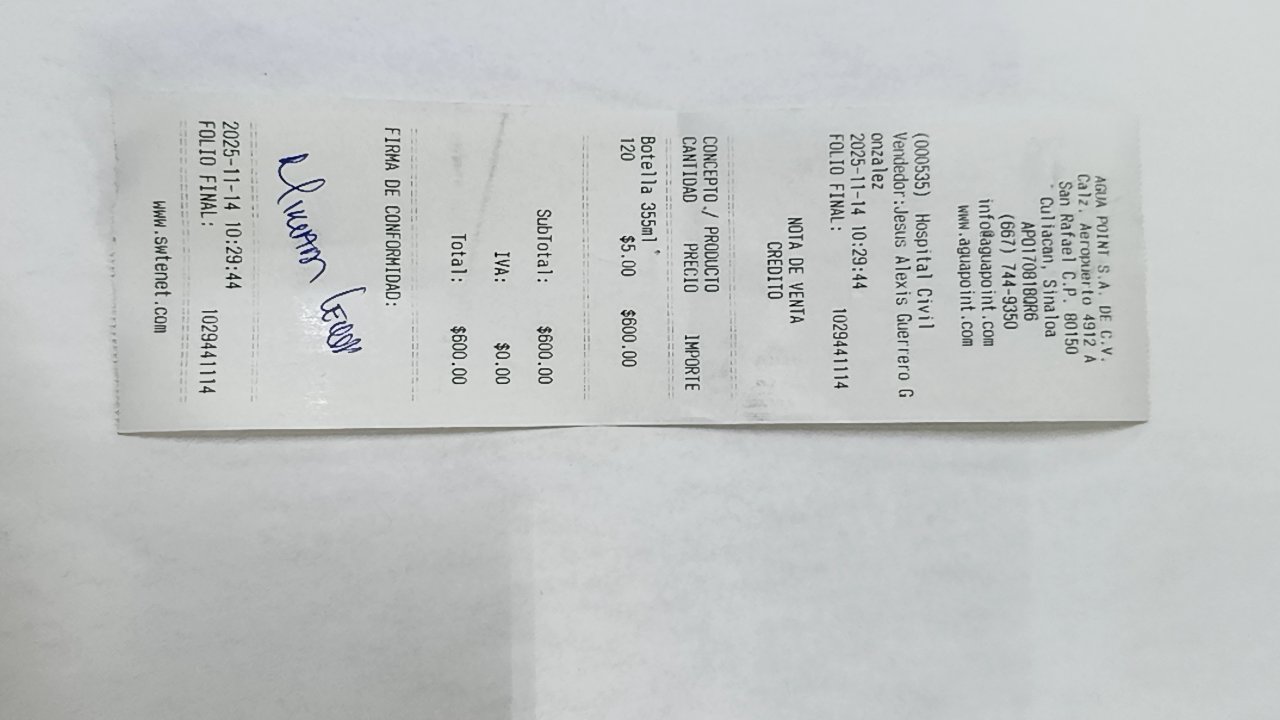 AGUA POINT S.A. DE C.V.
Calz. Aeropuerto 4912 A
San Rafael C.P. 80150
Culiacan, Sinaloa
APO170818QR6
(667) 744-9350
info@aguapoint.com
www.aguapoint.com
(000535) Hospital Civil
Vendedor:Jesus Alexis Guerrero G
onzalez
2025-11-14 10:29:44
FOLIO FINAL: 1029441114
NOTA DE VENTA
CREDITO
CONCEPTO / PRODUCTO
CANTIDAD PRECIO IMPORTE
Botella 355ml
120 $5.00 $600.00
SubTotal: $600.00
IVA: $0.00
Total: $600.00
FIRMA DE CONFORMIDAD:
2025-11-14 10:29:44
FOLIO FINAL: 1029441114
www.swtenet.com